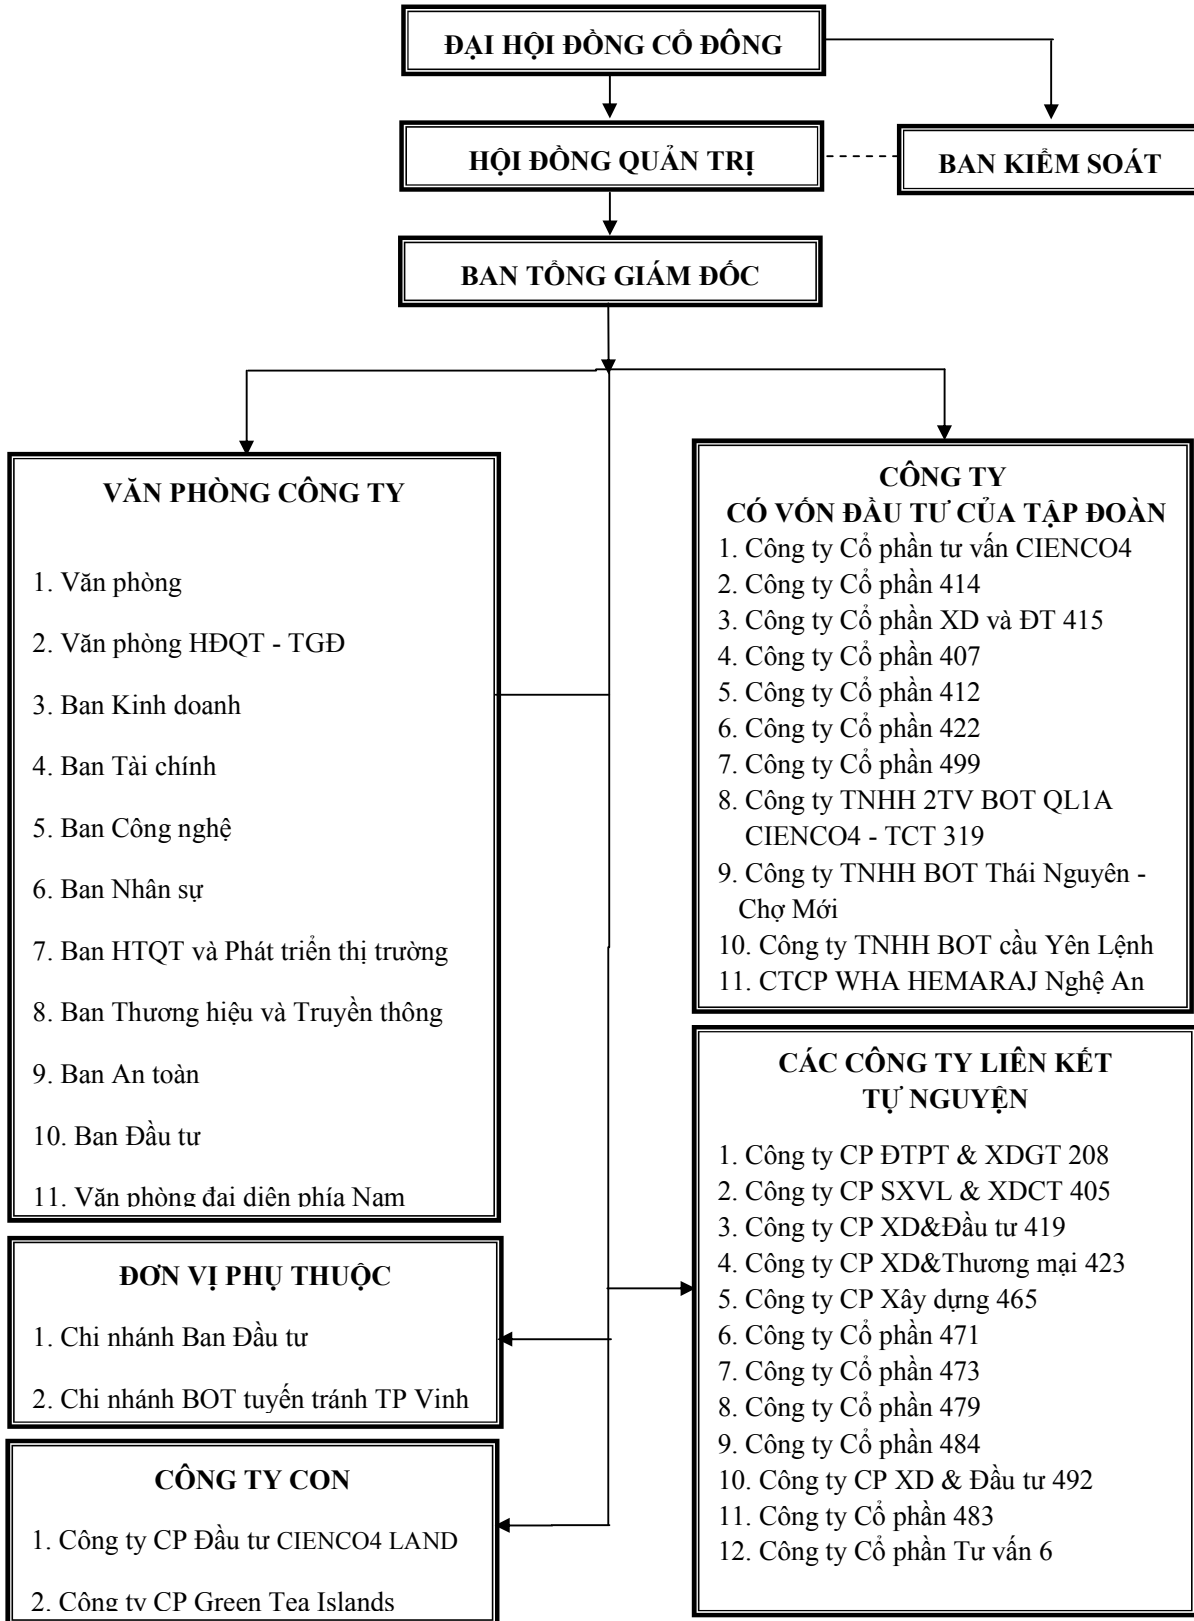 ĐẠI HỘI ĐỒNG CỔ ĐÔNG
HỘI ĐỒNG QUẢN TRỊ
BAN KIỂM SOÁT
BAN TỔNG GIÁM ĐỐC
VĂN PHÒNG CÔNG TY
1. Văn phòng
2. Văn phòng HĐQT - TGĐ
3. Ban Kinh doanh
4. Ban Tài chính
5. Ban Công nghệ
6. Ban Nhân sự
7. Ban HTQT và Phát triển thị trường
8. Ban Thương hiệu và Truyền thông
9. Ban An toàn
10. Ban Đầu tư
11. Văn phòng đại diện phía Nam
ĐƠN VỊ PHỤ THUỘC
1. Chi nhánh Ban Đầu tư
2. Chi nhánh BOT tuyến tránh TP Vinh
CÔNG TY CON
1. Công ty CP Đầu tư CIENCO4 LAND
2. Công ty CP Green Tea Islands
CÔNG TY
CÓ VỐN ĐẦU TƯ CỦA TẬP ĐOÀN
1. Công ty Cổ phần tư vấn CIENCO4
2. Công ty Cổ phần 414
3. Công ty Cổ phần XD và ĐT 415
4. Công ty Cổ phần 407
5. Công ty Cổ phần 412
6. Công ty Cổ phần 422
7. Công ty Cổ phần 499
8. Công ty TNHH 2TV BOT QL1A
CIENCO4 - TCT 319
9. Công ty TNHH BOT Thái Nguyên -
Chợ Mới
10. Công ty TNHH BOT cầu Yên Lệnh
11. CTCP WHA HEMARAJ Nghệ An
CÁC CÔNG TY LIÊN KẾT
TỰ NGUYỆN
1. Công ty CP ĐTPT & XDGT 208
2. Công ty CP SXVL & XDCT 405
3. Công ty CP XD&Đầu tư 419
4. Công ty CP XD&Thương mại 423
5. Công ty CP Xây dựng 465
6. Công ty Cổ phần 471
7. Công ty Cổ phần 473
8. Công ty Cổ phần 479
9. Công ty Cổ phần 484
10. Công ty CP XD & Đầu tư 492
11. Công ty Cổ phần 483
12. Công ty Cổ phần Tư vấn 6